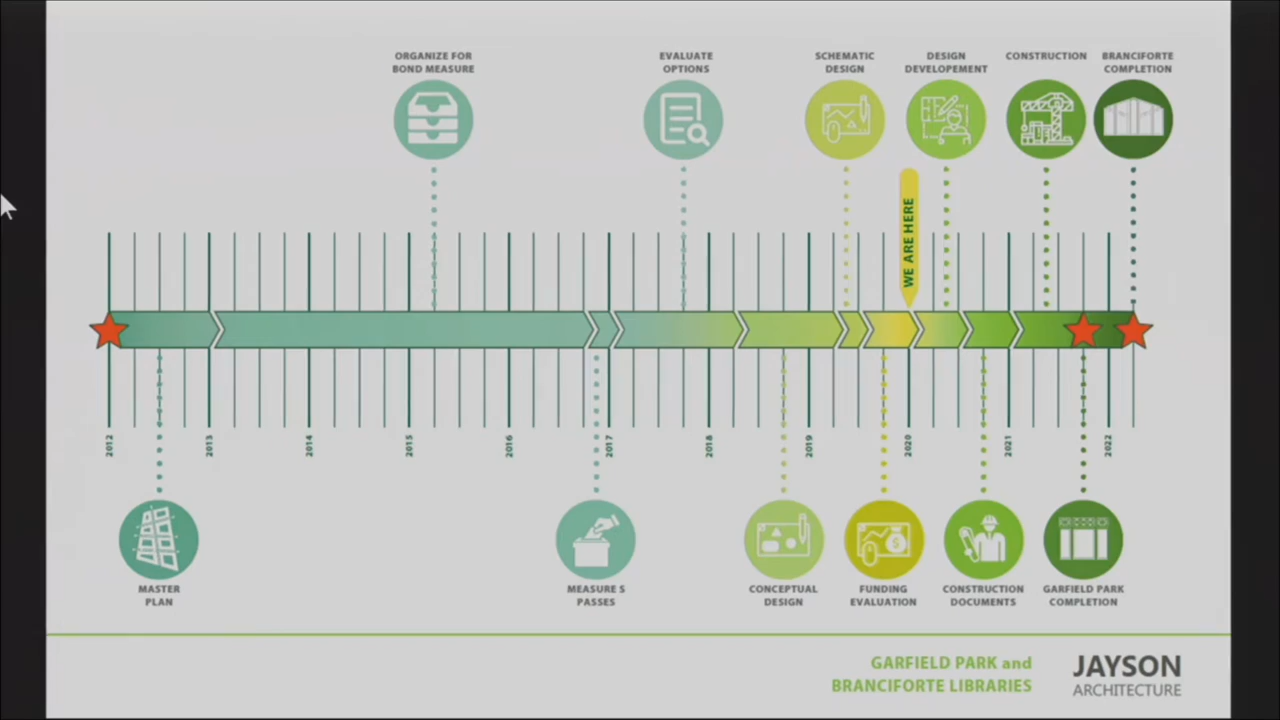 ORGANIZE FOR
BOND MEASURE
EVALUATE
OPTIONS
SCHEMATIC
DESIGN
DESIGN
DEVELOPEMENT
CONSTRUCTION
BRANCIFORTE
COMPLETION
WE ARE HERE
2012
2013
2014
2015
2016
2017
2018
2019
2020
2021
2022
$
MASTER
PLAN
MEASURE S
PASSES
CONCEPTUAL
DESIGN
FUNDING
EVALUATION
CONSTRUCTION
DOCUMENTS
GARFIELD PARK
COMPLETION
GARFIELD PARK and
BRANCIFORTE LIBRARIES
JAYSON
ARCHITECTURE